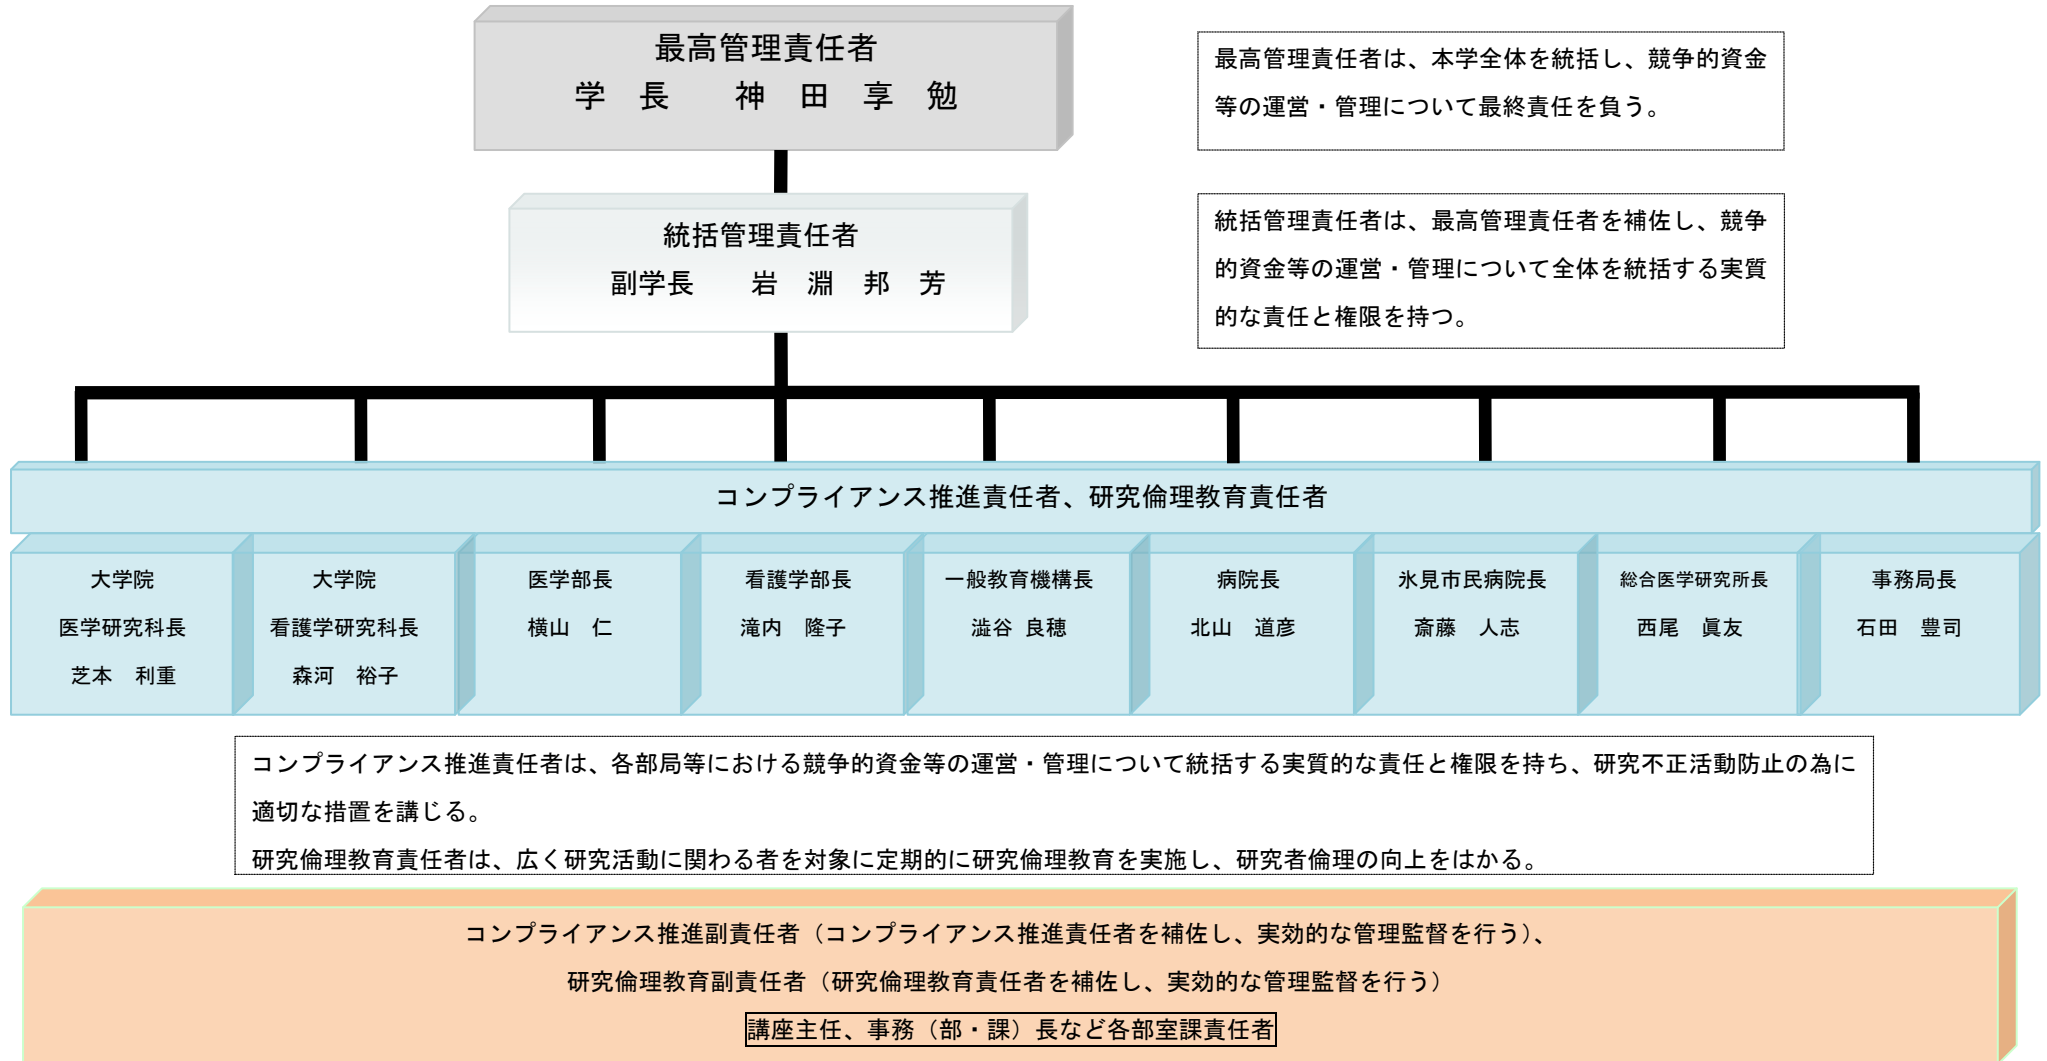 最高管理責任者
学　長　　神　田　享　勉
最高管理責任者は、本学全体を統括し、競争的資金
等の運営・管理について最終責任を負う。
統括管理責任者
副学長　　岩　淵　邦　芳
統括管理責任者は、最高管理責任者を補佐し、競争
的資金等の運営・管理について全体を統括する実質
的な責任と権限を持つ。
コンプライアンス推進責任者、研究倫理教育責任者
大学院
医学研究科長
芝本　利重
大学院
看護学研究科長
森河　裕子
医学部長
横山　仁
看護学部長
滝内　隆子
一般教育機構長
澁谷 良穂
病院長
北山　道彦
氷見市民病院長
斎藤　人志
総合医学研究所長
西尾　眞友
事務局長
石田　豊司
コンプライアンス推進責任者は、各部局等における競争的資金等の運営・管理について統括する実質的な責任と権限を持ち、研究不正活動防止の為に
適切な措置を講じる。
研究倫理教育責任者は、広く研究活動に関わる者を対象に定期的に研究倫理教育を実施し、研究者倫理の向上をはかる。
コンプライアンス推進副責任者（コンプライアンス推進責任者を補佐し、実効的な管理監督を行う）、
研究倫理教育副責任者（研究倫理教育責任者を補佐し、実効的な管理監督を行う）
講座主任、事務（部・課）長など各部室課責任者